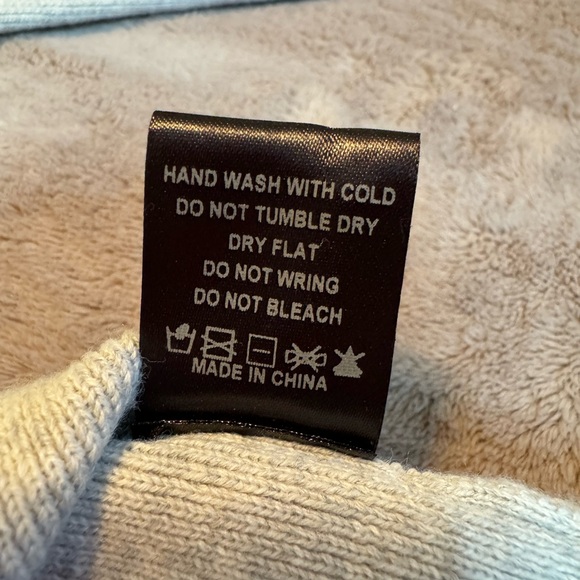 HAND WASH WITH COLD
DO NOT TUMBLE DRY
DRY FLAT
DO NOT WRING
DO NOT BLEACH
MADE IN CHINA